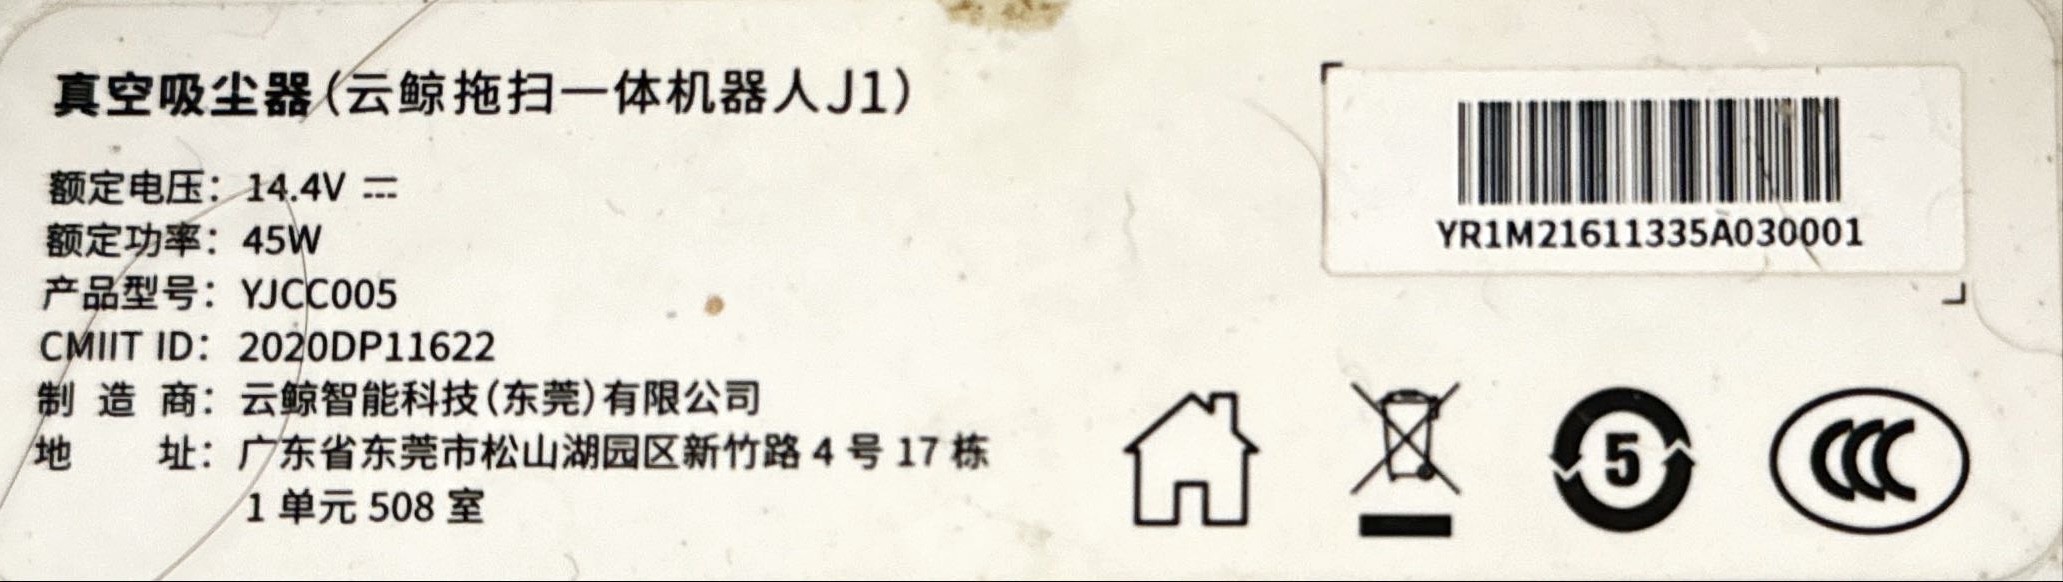 真空吸尘器(云鲸拖扫一体机器人J1)
额定电压：14.4V ⎓
额定功率：45W
产品型号：YJCC005
CMIIT ID：2020DP11622
制 造 商：云鲸智能科技(东莞)有限公司
地 址：广东省东莞市松山湖园区新竹路 4 号 17 栋
1 单元 508 室
YR1M21611335A030001
5
CCC